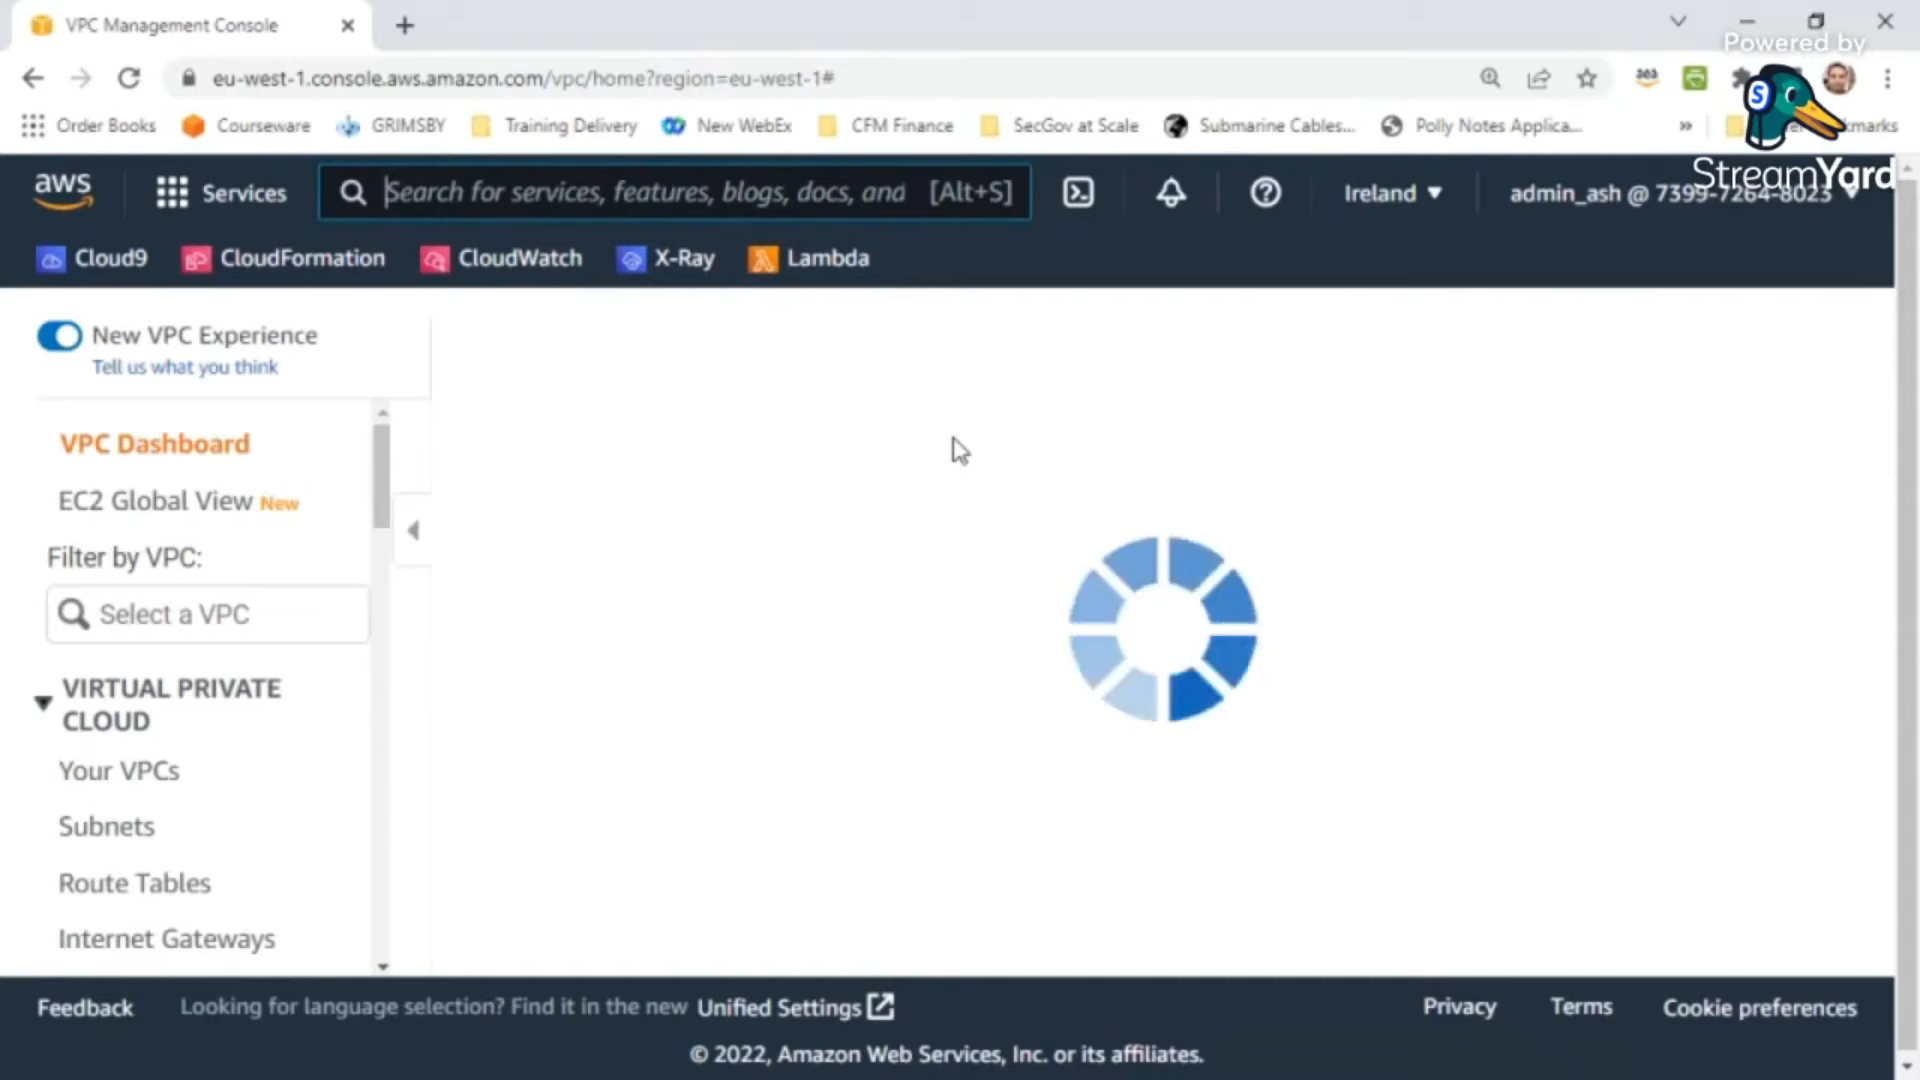 VPC Management Console
Powered by
eu-west-1.console.aws.amazon.com/vpc/home?region=eu-west-1#
Order Books Courseware GRIMSBY Training Delivery New WebEx CFM Finance SecGov at Scale Submarine Cables... Polly Notes Applica... »
StreamYard
aws Services Search for services, features, blogs, docs, and [Alt+S] Ireland admin_ash @ 7399-7264-8023
Cloud9 CloudFormation CloudWatch X-Ray Lambda
New VPC Experience
Tell us what you think
VPC Dashboard
EC2 Global View New
Filter by VPC:
Select a VPC
VIRTUAL PRIVATE
CLOUD
Your VPCs
Subnets
Route Tables
Internet Gateways
Feedback Looking for language selection? Find it in the new Unified Settings Privacy Terms Cookie preferences
© 2022, Amazon Web Services, Inc. or its affiliates.